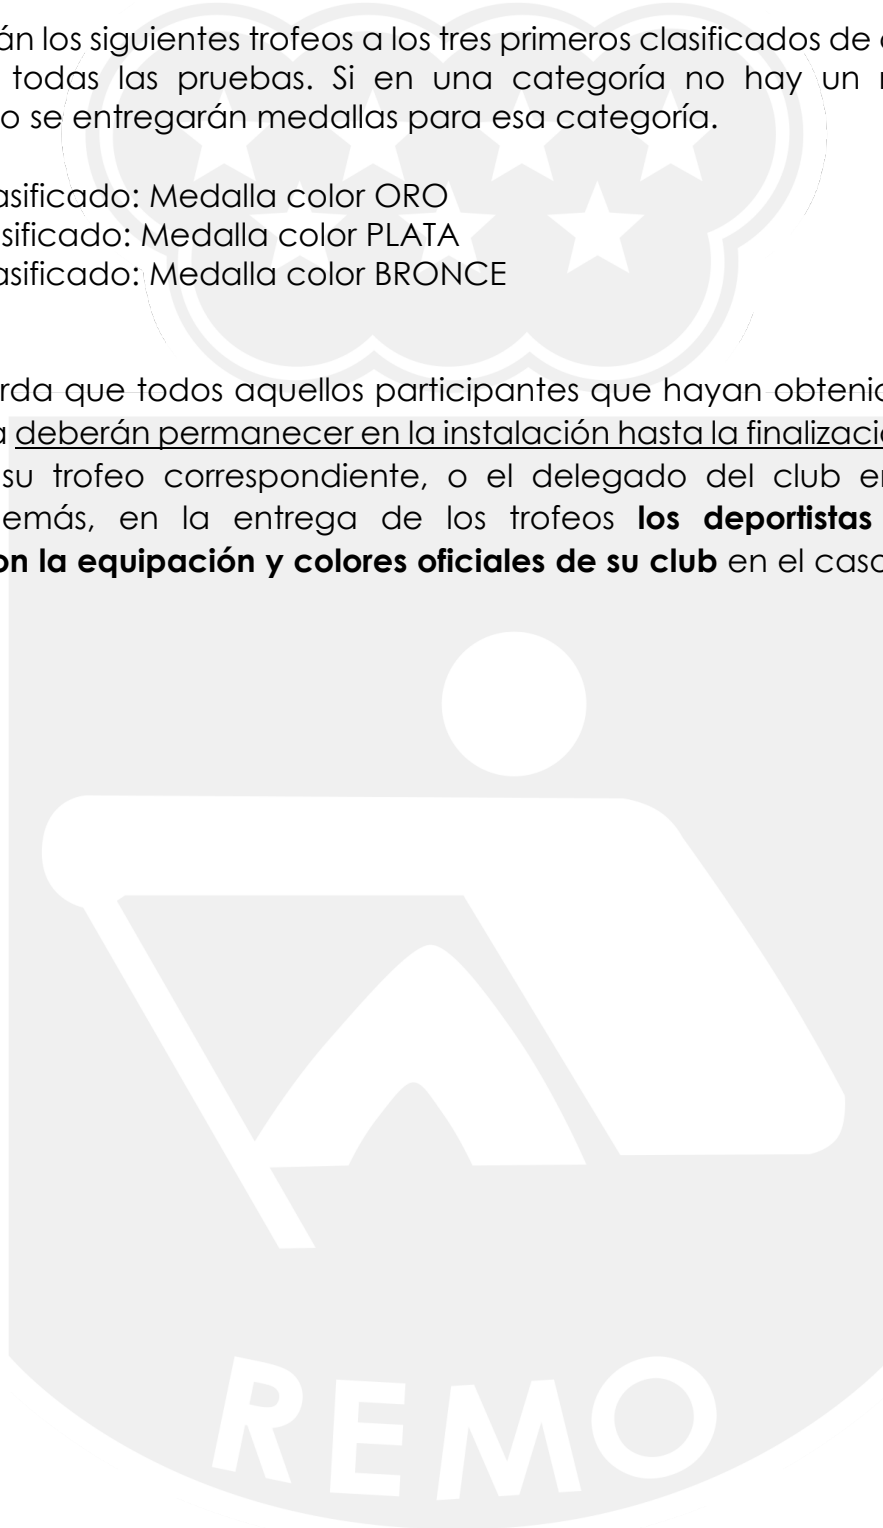 án los siguientes trofeos a los tres primeros clasificados de
todas las pruebas. Si en una categoría no hay un
o se entregarán medallas para esa categoría.
asificado: Medalla color ORO
sificado: Medalla color PLATA
asificado: Medalla color BRONCE
rda que todos aquellos participantes que hayan obtenid
a deberán permanecer en la instalación hasta la finalizaci
su trofeo correspondiente, o el delegado del club e
emás, en la entrega de los trofeos los deportistas
on la equipación y colores oficiales de su club en el caso
REMO